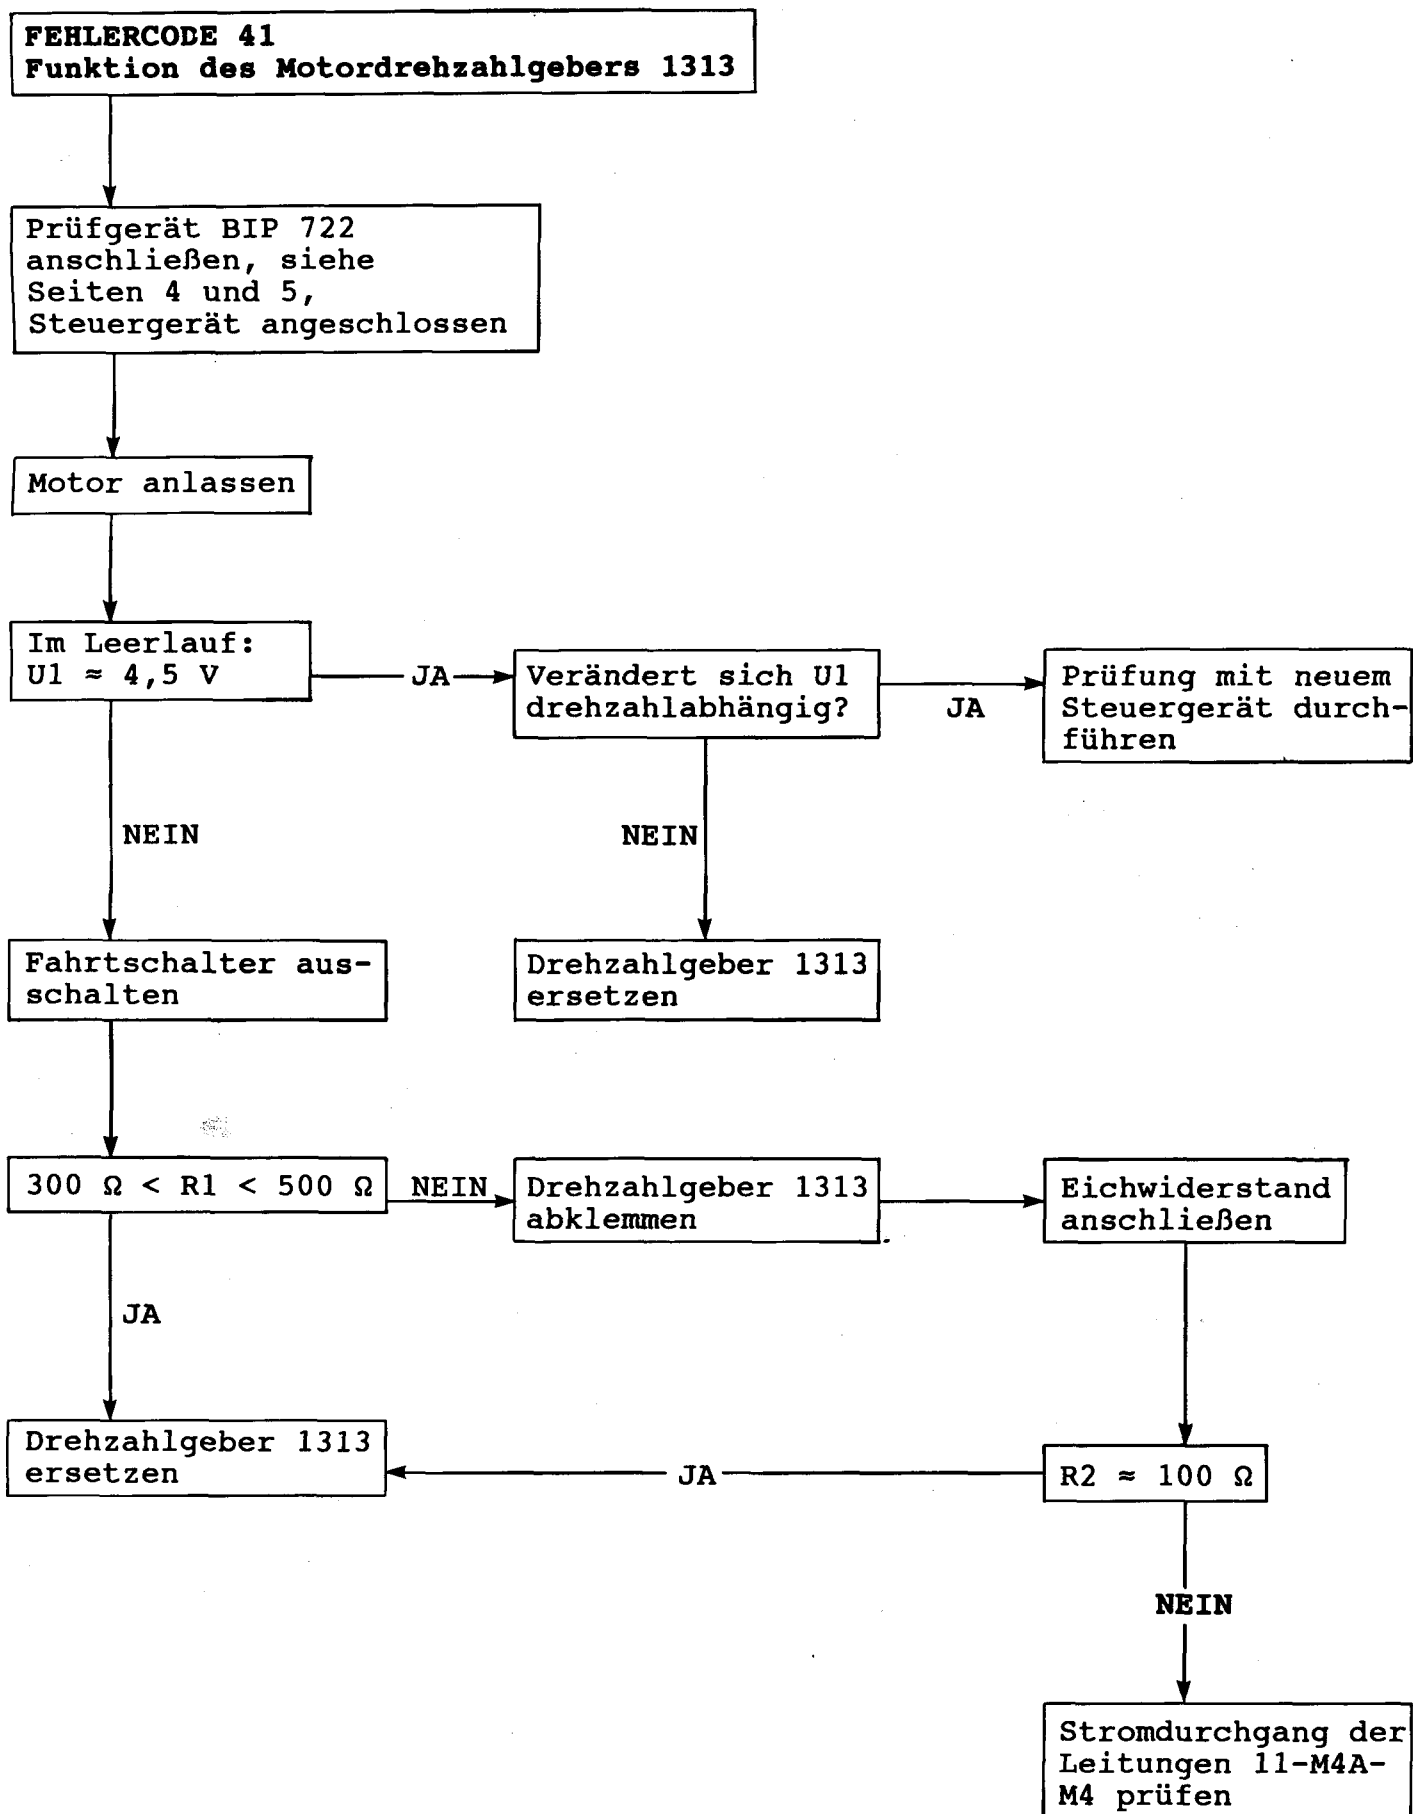 FEHLERCODE 41
Funktion des Motordrehzahlgebers 1313
Prüfgerät BIP 722
anschließen, siehe
Seiten 4 und 5,
Steuergerät angeschlossen
Motor anlassen
Im Leerlauf:
U1 ≈ 4,5 V
JA
Verändert sich U1
drehzahlabhängig?
JA
Prüfung mit neuem
Steuergerät durch-
führen
NEIN
NEIN
Fahrtschalter aus-
schalten
Drehzahlgeber 1313
ersetzen
300 Ω < R1 < 500 Ω
NEIN
Drehzahlgeber 1313
abklemmen
Eichwiderstand
anschließen
JA
Drehzahlgeber 1313
ersetzen
JA
R2 ≈ 100 Ω
NEIN
Stromdurchgang der
Leitungen 11-M4A-
M4 prüfen